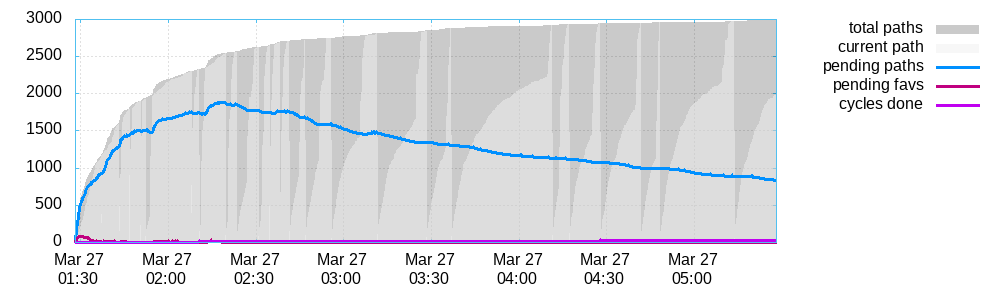 3000
2500
2000
1500
1000
500
0
Mar 27 Mar 27 Mar 27 Mar 27 Mar 27 Mar 27 Mar 27 Mar 27
01:30 02:00 02:30 03:00 03:30 04:00 04:30 05:00
total paths
current path
pending paths
pending favs
cycles done